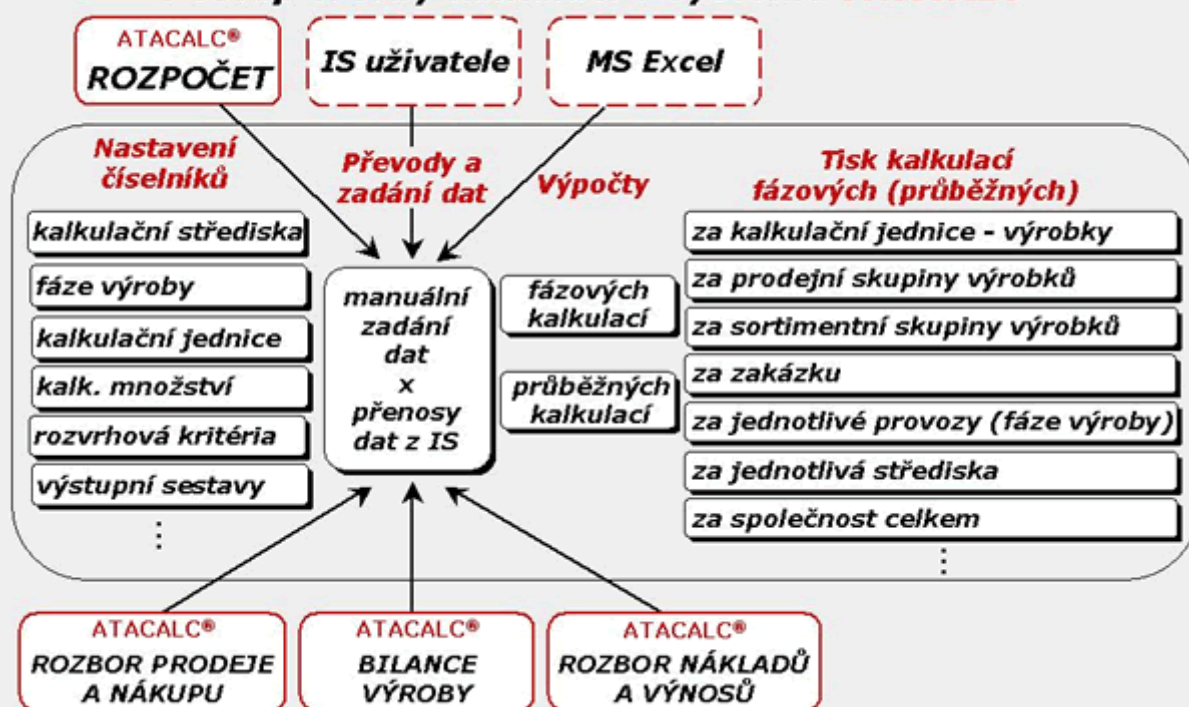 ATACALC®
ROZPOČET
IS uživatele
MS Excel
Nastavení
číselníků
Převody a
zadání dat
Výpočty
Tisk kalkulací
fázových (průběžných)
kalkulační střediska
fáze výroby
kalkulační jednice
kalk. množství
rozvrhová kritéria
výstupní sestavy
⋮
manuální
zadání
dat
x
přenosy
dat z IS
fázových
kalkulací
průběžných
kalkulací
za kalkulační jednice - výrobky
za prodejní skupiny výrobků
za sortimentní skupiny výrobků
za zakázku
za jednotlivé provozy (fáze výroby)
za jednotlivá střediska
za společnost celkem
⋮
ATACALC®
ROZBOR PRODEJE
A NÁKUPU
ATACALC®
BILANCE
VÝROBY
ATACALC®
ROZBOR NÁKLADŮ
A VÝNOSŮ